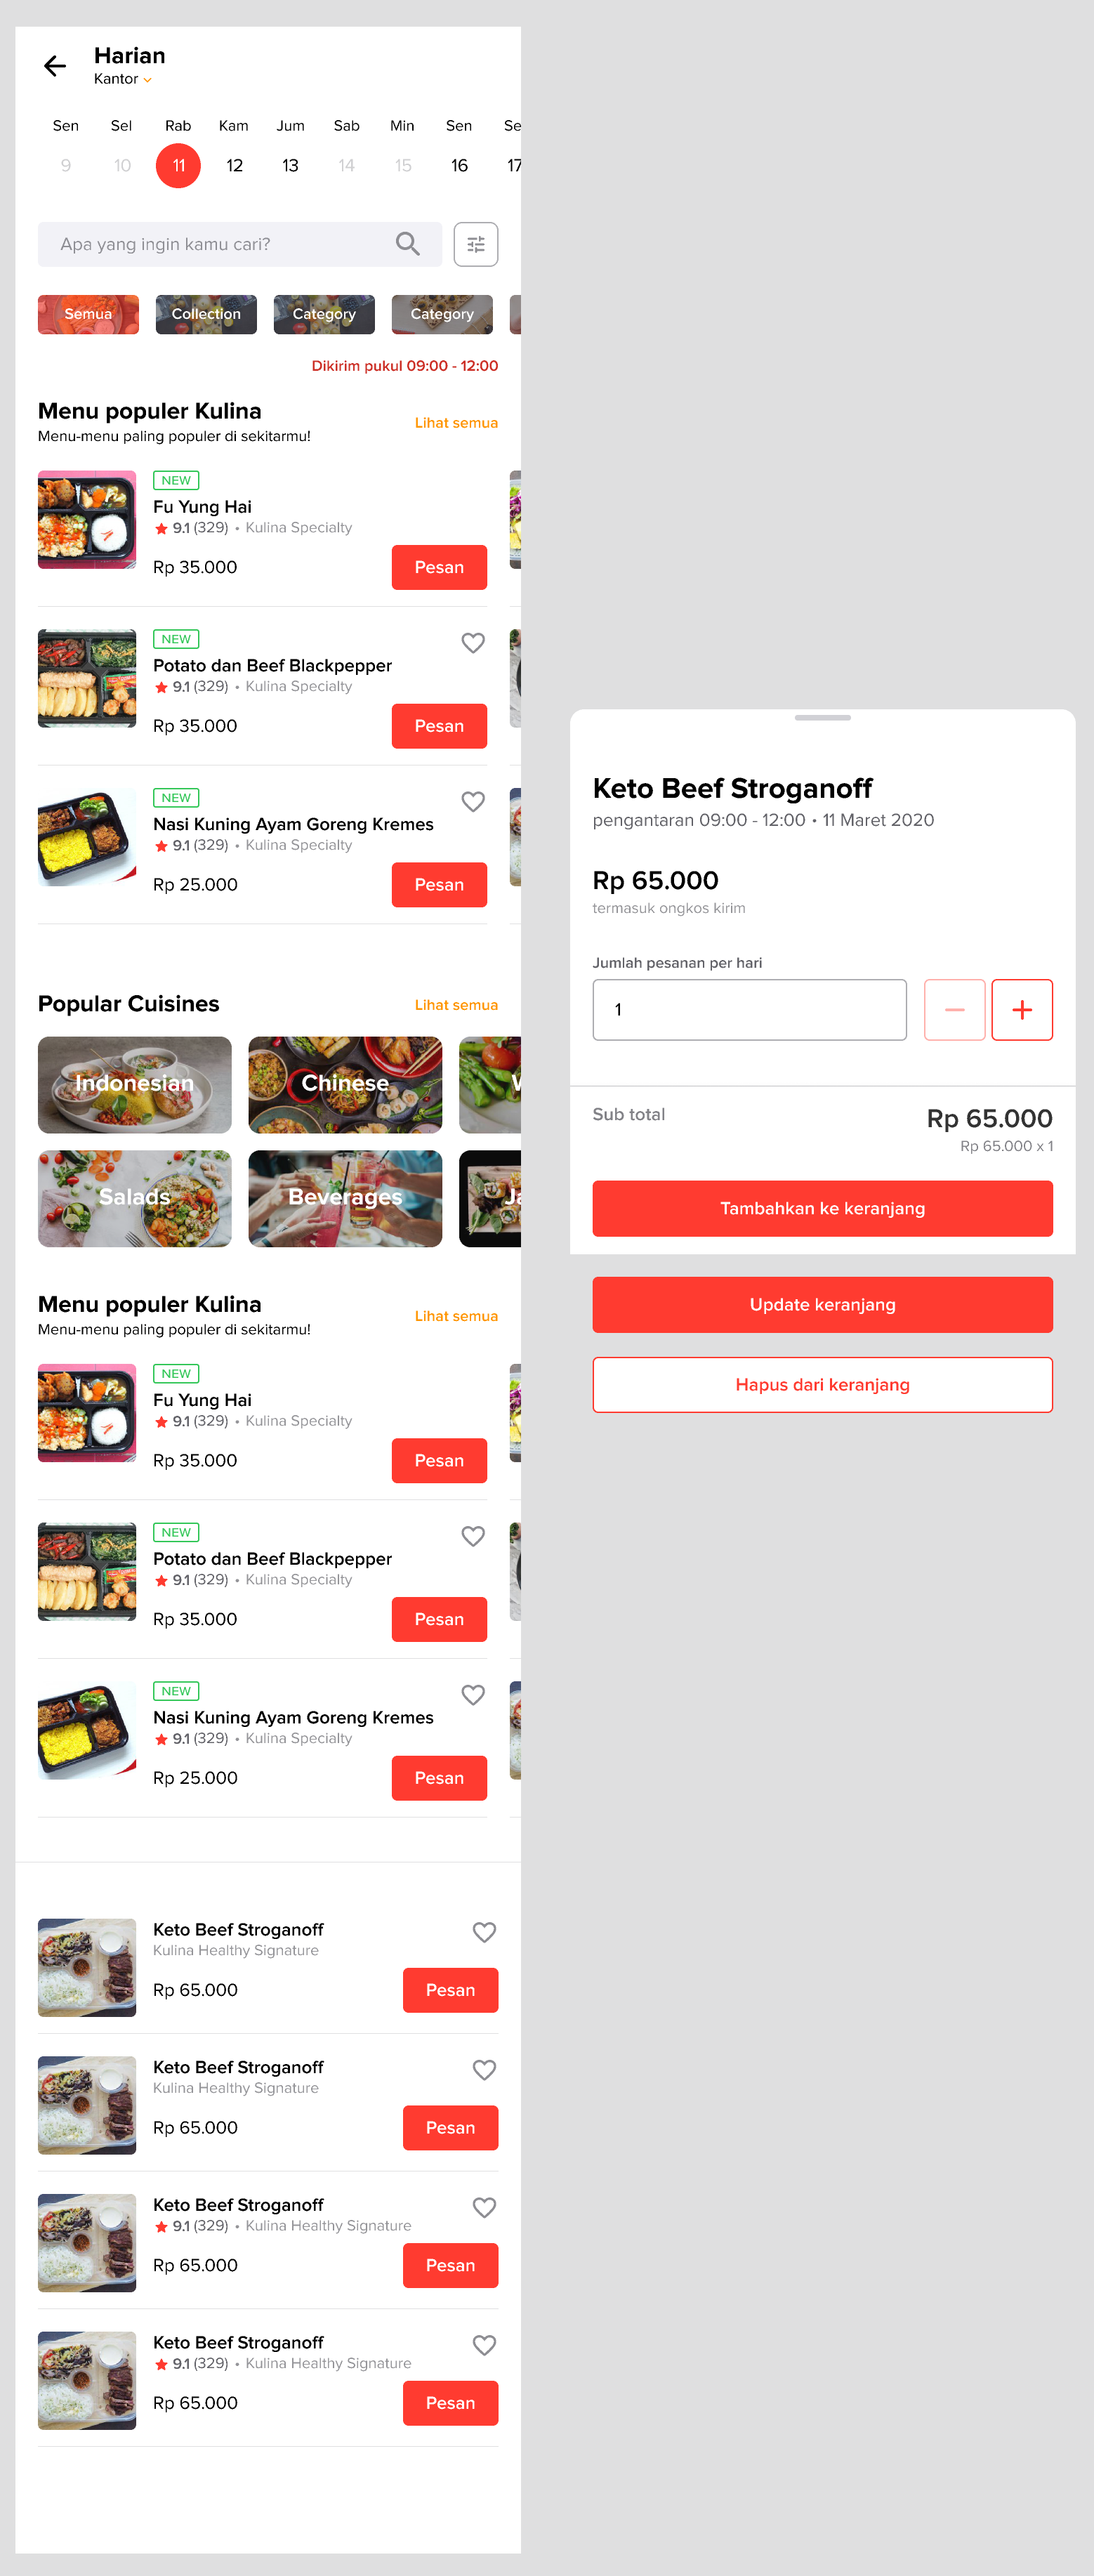 Harian
Kantor
Sen Sel Rab Kam Jum Sab Min Sen Se
9 10 11 12 13 14 15 16 17
Apa yang ingin kamu cari?
Semua Collection Category Category
Dikirim pukul 09:00 - 12:00
Menu populer Kulina
Lihat semua
Menu-menu paling populer di sekitarmu!
NEW
Fu Yung Hai
9.1 (329) • Kulina Specialty
Rp 35.000
Pesan
NEW
Potato dan Beef Blackpepper
9.1 (329) • Kulina Specialty
Rp 35.000
Pesan
NEW
Nasi Kuning Ayam Goreng Kremes
9.1 (329) • Kulina Specialty
Rp 25.000
Pesan
Popular Cuisines
Lihat semua
Indonesian Chinese
Salads Beverages Ja
Menu populer Kulina
Lihat semua
Menu-menu paling populer di sekitarmu!
NEW
Fu Yung Hai
9.1 (329) • Kulina Specialty
Rp 35.000
Pesan
NEW
Potato dan Beef Blackpepper
9.1 (329) • Kulina Specialty
Rp 35.000
Pesan
NEW
Nasi Kuning Ayam Goreng Kremes
9.1 (329) • Kulina Specialty
Rp 25.000
Pesan
Keto Beef Stroganoff
Kulina Healthy Signature
Rp 65.000
Pesan
Keto Beef Stroganoff
Kulina Healthy Signature
Rp 65.000
Pesan
Keto Beef Stroganoff
9.1 (329) • Kulina Healthy Signature
Rp 65.000
Pesan
Keto Beef Stroganoff
9.1 (329) • Kulina Healthy Signature
Rp 65.000
Pesan
Keto Beef Stroganoff
pengantaran 09:00 - 12:00 • 11 Maret 2020
Rp 65.000
termasuk ongkos kirim
Jumlah pesanan per hari
1
Sub total
Rp 65.000
Rp 65.000 x 1
Tambahkan ke keranjang
Update keranjang
Hapus dari keranjang